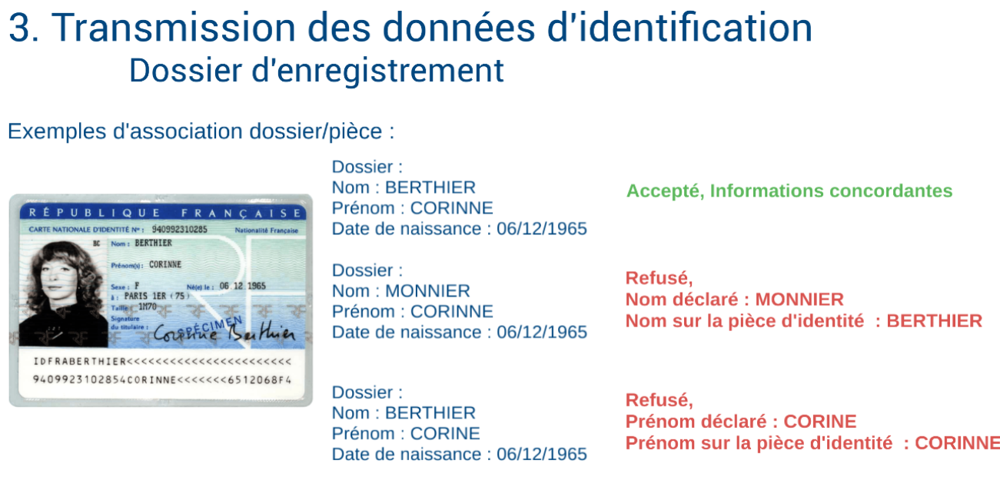 3. Transmission des données d'identification
Dossier d'enregistrement
Exemples d'association dossier/pièce :
RÉPUBLIQUE FRANÇAISE
CARTE NATIONALE D'IDENTITÉ Nº : 940992310285 Nationalité Française
BC Nom : BERTHIER
Prénom(s) : CORINNE
Sexe : F Né(e) le : 06 12 1965
à : PARIS 1ER (75)
Taille : 1M70
Signature
du titulaire :
SPÉCIMEN
Corinne Berthier
IDFRABERTHIER<<<<<<<<<<<<<<<<<<<<<<<
9409923102854CORINNE<<<<<<<6512068F4
Dossier :
Nom : BERTHIER
Prénom : CORINNE
Date de naissance : 06/12/1965
Accepté, Informations concordantes
Dossier :
Nom : MONNIER
Prénom : CORINNE
Date de naissance : 06/12/1965
Refusé,
Nom déclaré : MONNIER
Nom sur la pièce d'identité : BERTHIER
Dossier :
Nom : BERTHIER
Prénom : CORINE
Date de naissance : 06/12/1965
Refusé,
Prénom déclaré : CORINE
Prénom sur la pièce d'identité : CORINNE